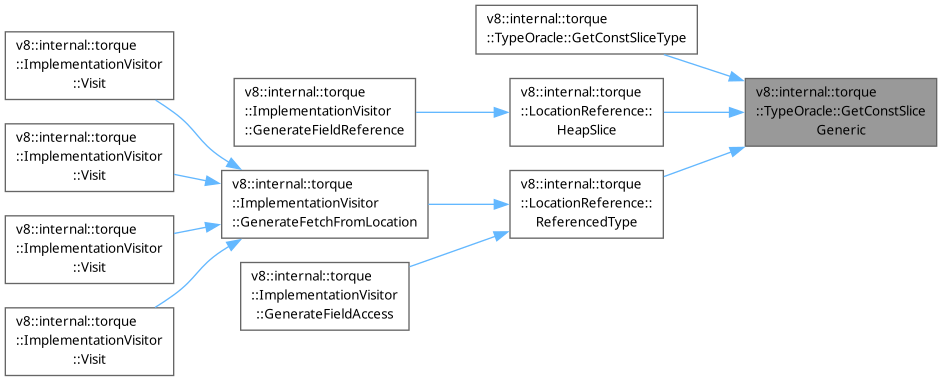 v8::internal::torque
::TypeOracle::GetConstSliceType
v8::internal::torque
::ImplementationVisitor
::Visit
v8::internal::torque
::ImplementationVisitor
::GenerateFieldReference
v8::internal::torque
::LocationReference::
HeapSlice
v8::internal::torque
::TypeOracle::GetConstSlice
Generic
v8::internal::torque
::ImplementationVisitor
::Visit
v8::internal::torque
::ImplementationVisitor
::GenerateFetchFromLocation
v8::internal::torque
::LocationReference::
ReferencedType
v8::internal::torque
::ImplementationVisitor
::Visit
v8::internal::torque
::ImplementationVisitor
::GenerateFieldAccess
v8::internal::torque
::ImplementationVisitor
::Visit